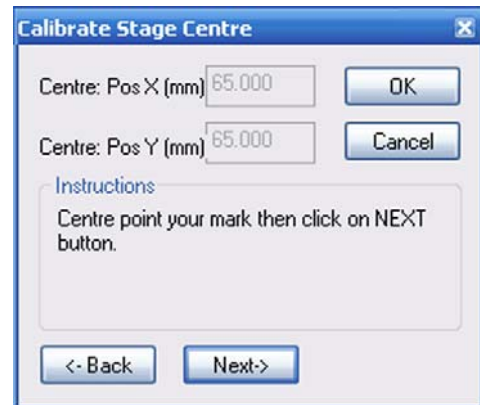 Calibrate Stage Centre
Centre: Pos X (mm) 65.000 OK
Centre: Pos Y (mm) 65.000 Cancel
Instructions
Centre point your mark then click on NEXT
button.
<- Back Next->